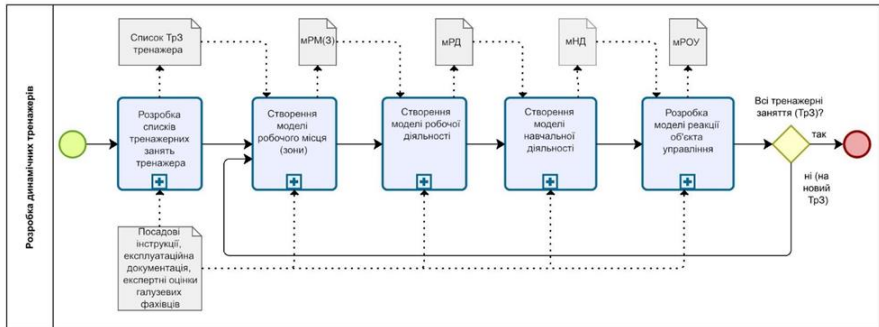 Розробка динамічних тренажерів
Список ТрЗ
тренажера
мРМ(З)
мРД
мНД
мРОУ
Розробка
списків
тренажерних
занять
тренажера
Створення
моделі
робочого місця
(зони)
Створення
моделі робочої
діяльності
Створення
моделі
навчальної
діяльності
Розробка
моделі реакції
об'єкта
управління
Всі тренажерні
заняття (ТрЗ)?
так
ні (на
новий
ТрЗ)
Посадові
інструкції,
експлуатаційна
документація,
експертні оцінки
галузевих
фахівців